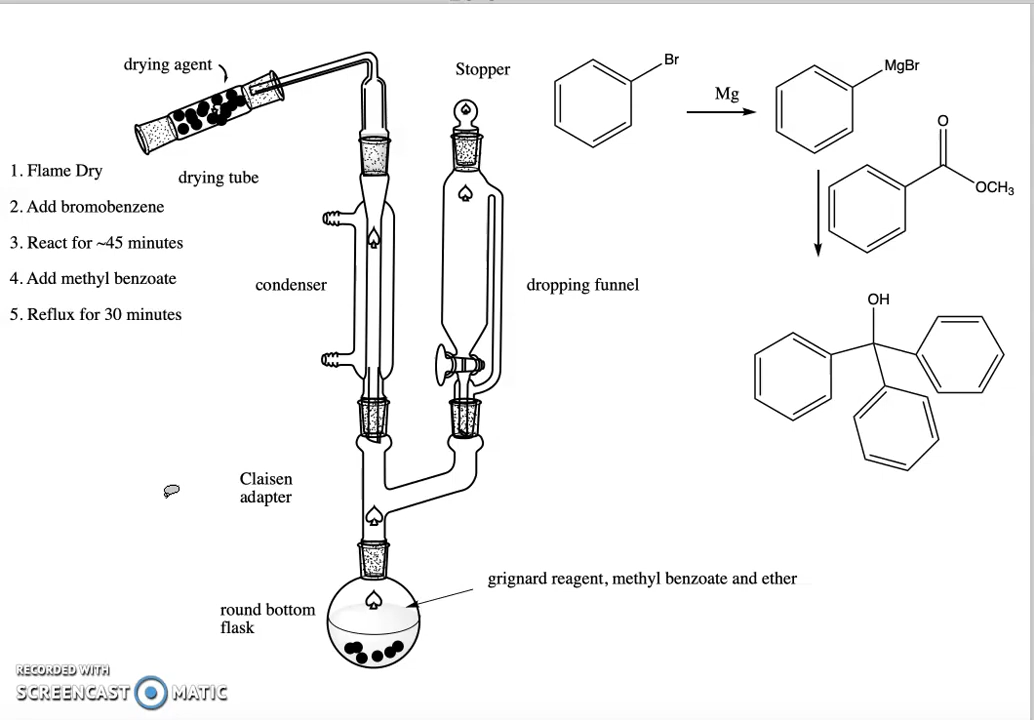 drying agent
Stopper
Br
Mg
MgBr
O
OCH3
1. Flame Dry
drying tube
2. Add bromobenzene
3. React for ~45 minutes
4. Add methyl benzoate
condenser
dropping funnel
5. Reflux for 30 minutes
OH
Claisen
adapter
grignard reagent, methyl benzoate and ether
round bottom
flask
RECORDED WITH
SCREENCAST MATIC